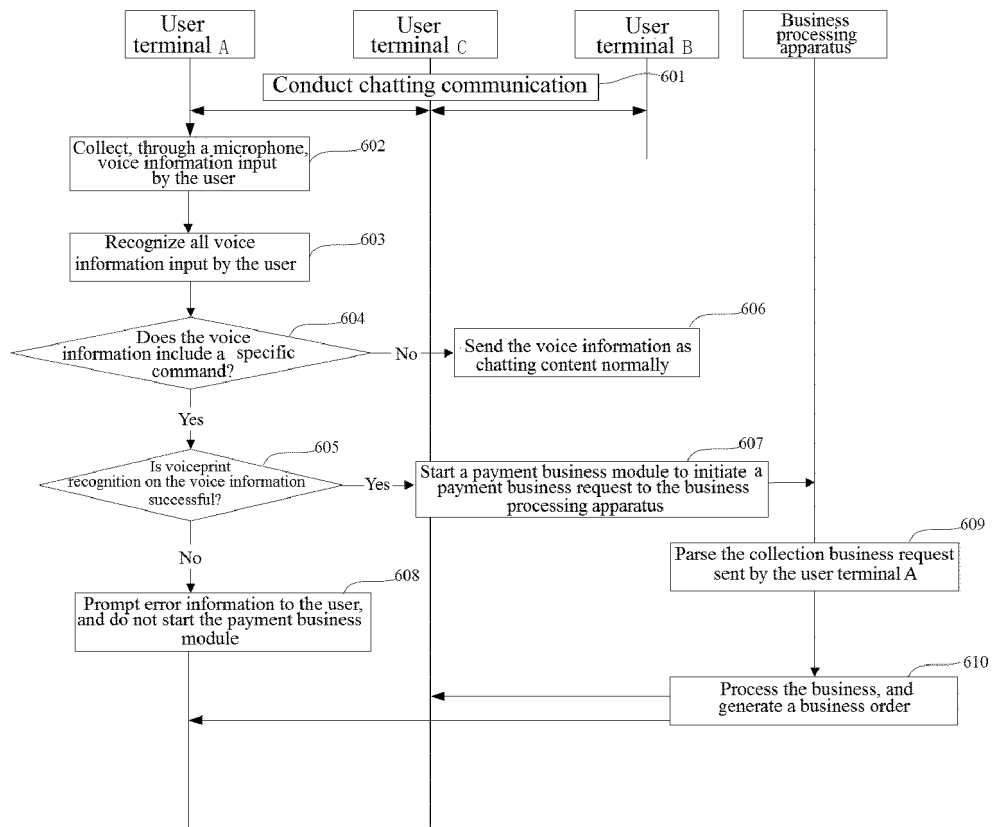 User
terminal A
User
terminal C
User
terminal B
Business
processing
apparatus
Conduct chatting communication
601
Collect, through a microphone,
voice information input
by the user
602
Recognize all voice
information input by the user
603
Does the voice
information include a specific
command?
604
No
Send the voice information as
chatting content normally
606
Yes
Is voiceprint
recognition on the voice information
successful?
605
Yes
Start a payment business module to initiate a
payment business request to the business
processing apparatus
607
No
Parse the collection business request
sent by the user terminal A
609
Prompt error information to the user,
and do not start the payment business
module
608
Process the business, and
generate a business order
610